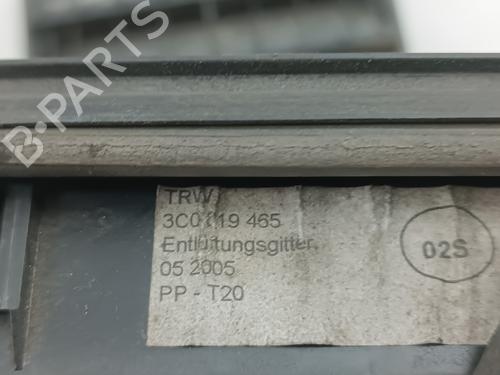 B-PARTS
TRW
3C0 819 465
Entlüftungsgitter
05 2005
PP - T20
02S